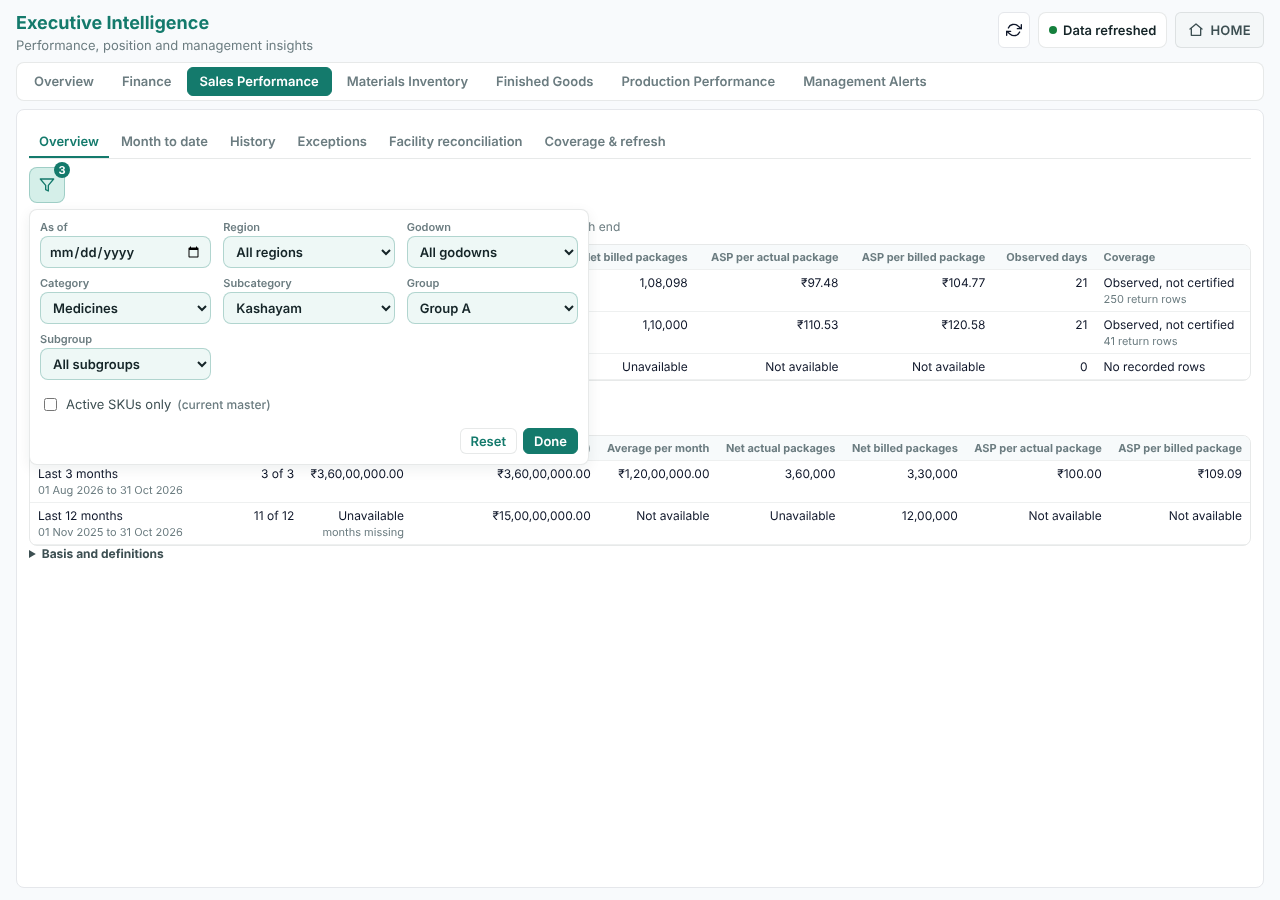 Executive Intelligence
Performance, position and management insights
Data refreshed
HOME
Overview Finance Sales Performance Materials Inventory Finished Goods Production Performance Management Alerts
Overview Month to date History Exceptions Facility reconciliation Coverage & refresh
3
As of Region Godown
mm/dd/yyyy All regions All godowns
Category Subcategory Group
Medicines Kashayam Group A
Subgroup
All subgroups
Active SKUs only (current master)
Reset Done
end
billed packages ASP per actual package ASP per billed package Observed days Coverage
1,08,098 ₹97.48 ₹104.77 21 Observed, not certified
250 return rows
1,10,000 ₹110.53 ₹120.58 21 Observed, not certified
41 return rows
Unavailable Not available Not available 0 No recorded rows
Average per month Net actual packages Net billed packages ASP per actual package ASP per billed package
Last 3 months 3 of 3 ₹3,60,00,000.00 ₹3,60,00,000.00 ₹1,20,00,000.00 3,60,000 3,30,000 ₹100.00 ₹109.09
01 Aug 2026 to 31 Oct 2026
Last 12 months 11 of 12 Unavailable ₹15,00,00,000.00 Not available Unavailable 12,00,000 Not available Not available
01 Nov 2025 to 31 Oct 2026 months missing
Basis and definitions